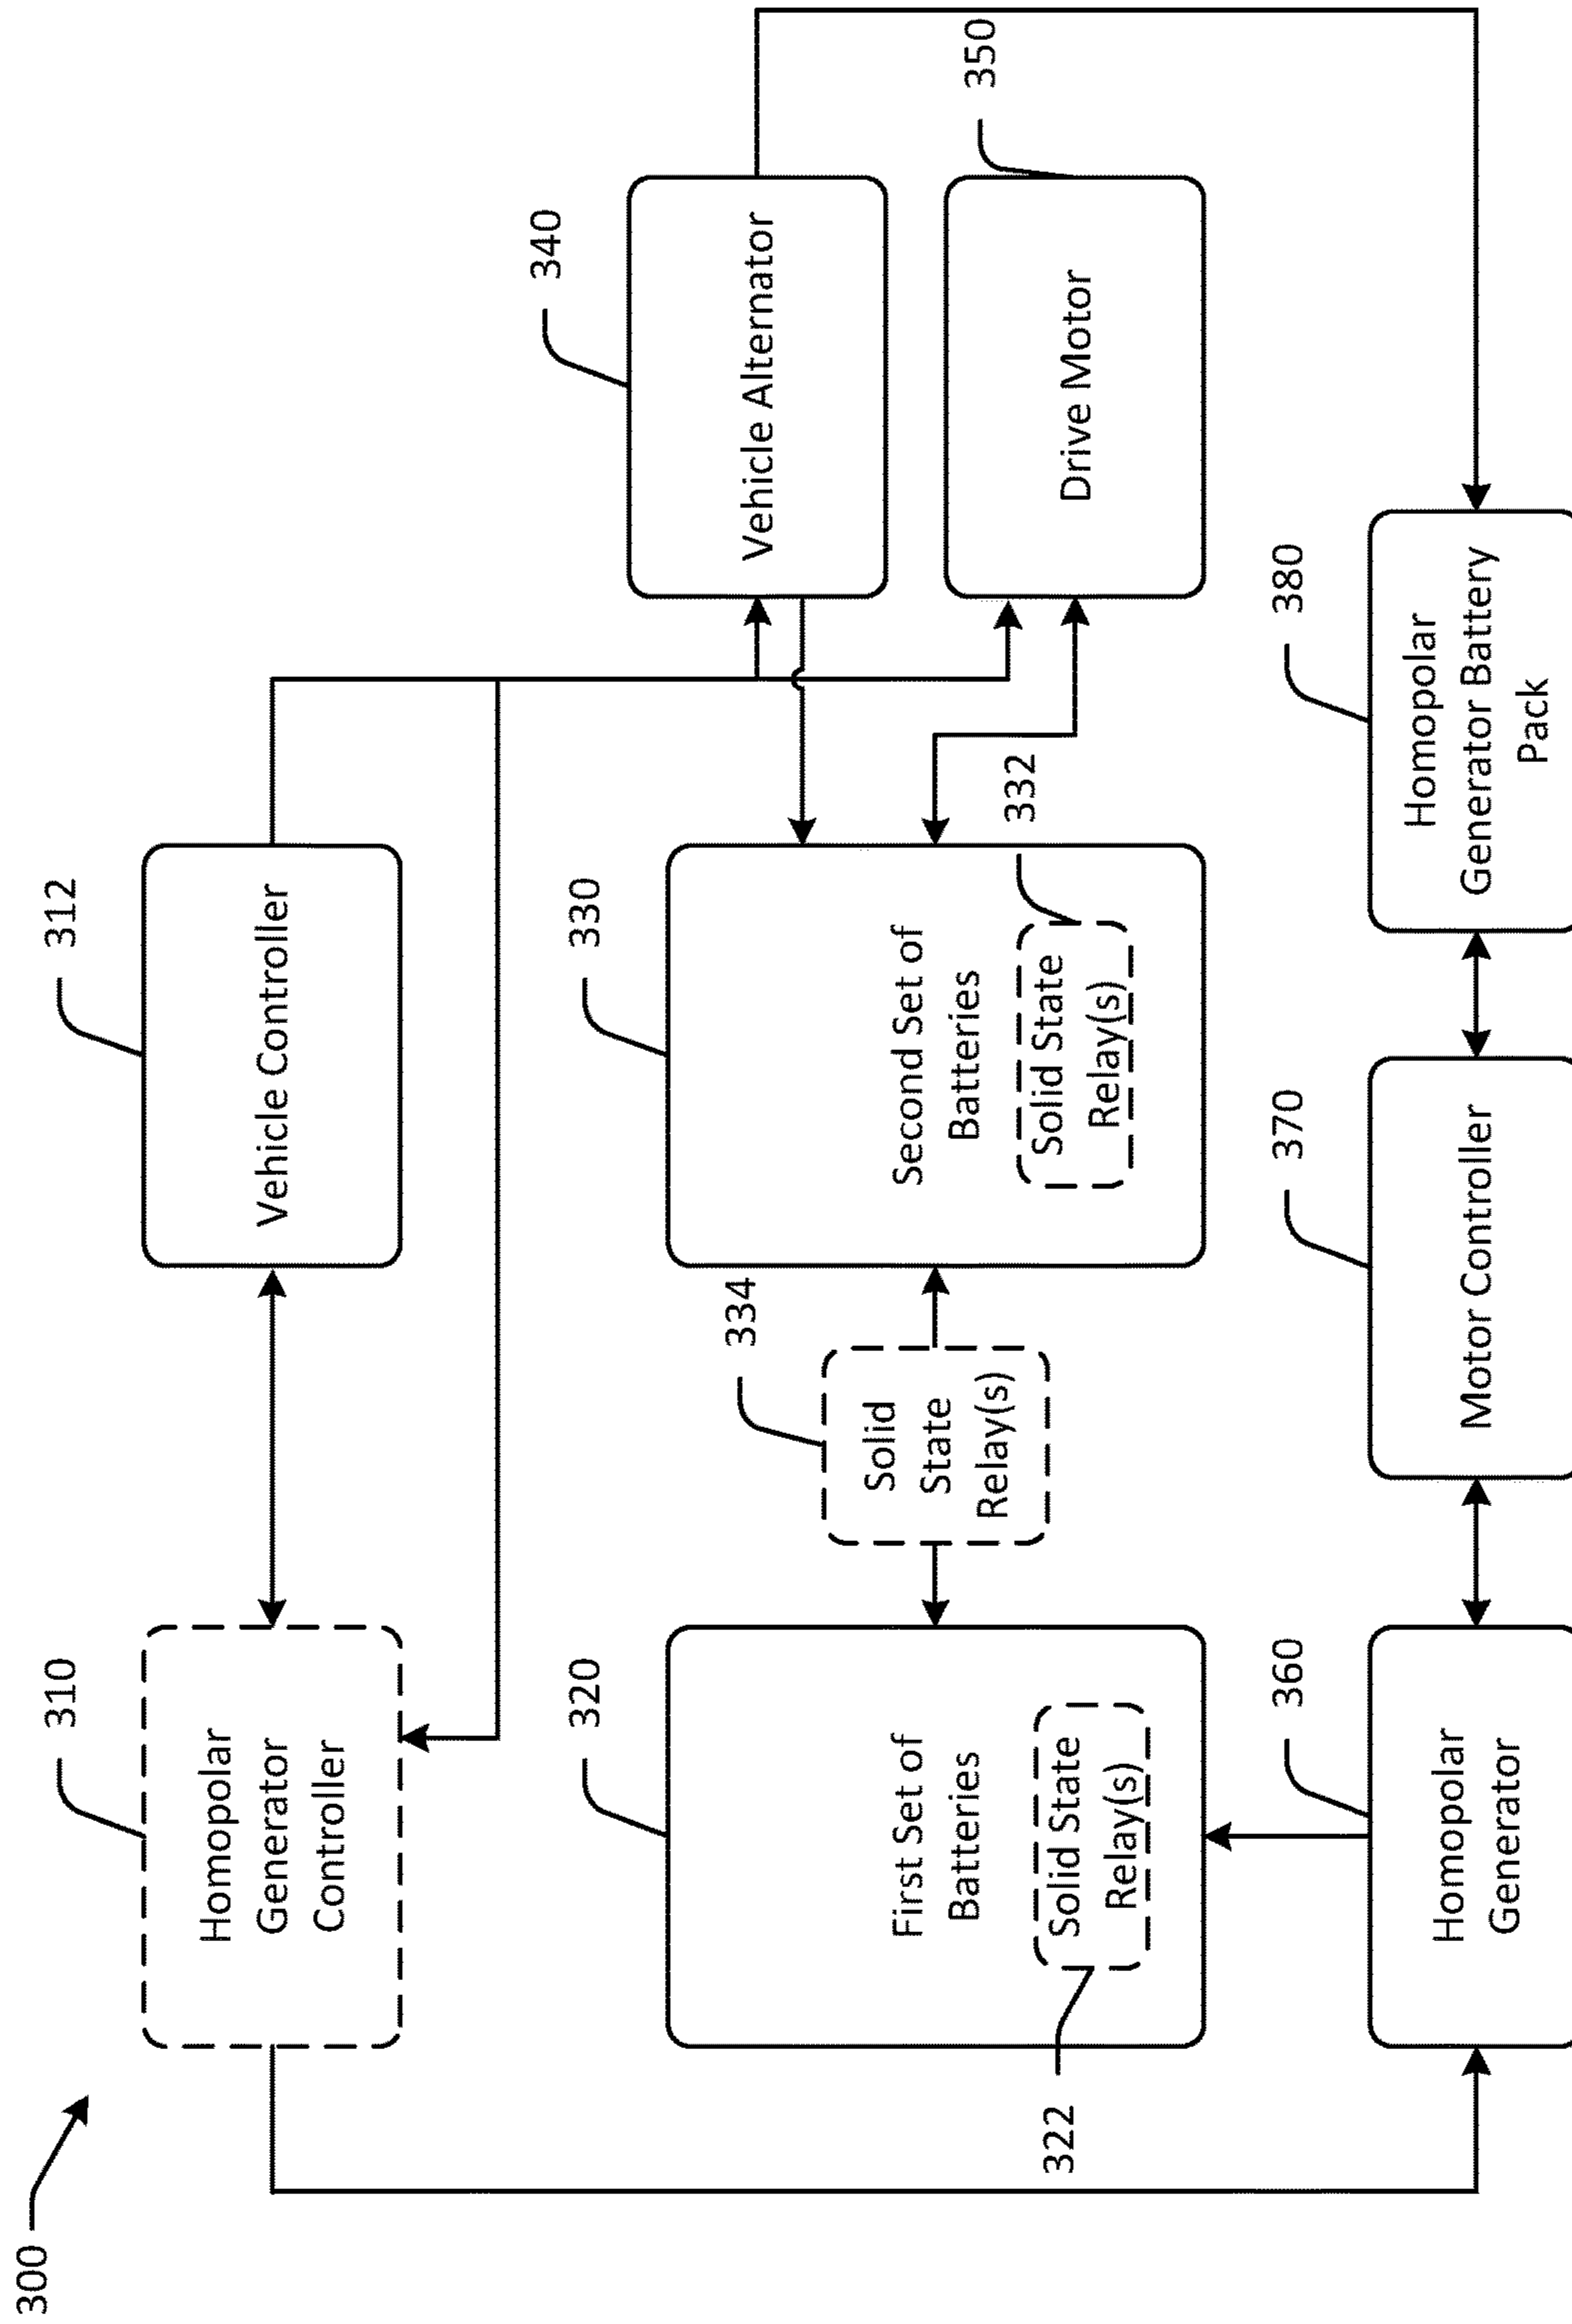 300
310
Homopolar
Generator
Controller
312
Vehicle Controller
320
First Set of
Batteries
Solid State
Relay(s)
322
334
Solid
State
Relay(s)
330
Second Set of
Batteries
Solid State
Relay(s)
332
340
Vehicle Alternator
350
Drive Motor
360
Homopolar
Generator
370
Motor Controller
380
Homopolar
Generator Battery
Pack